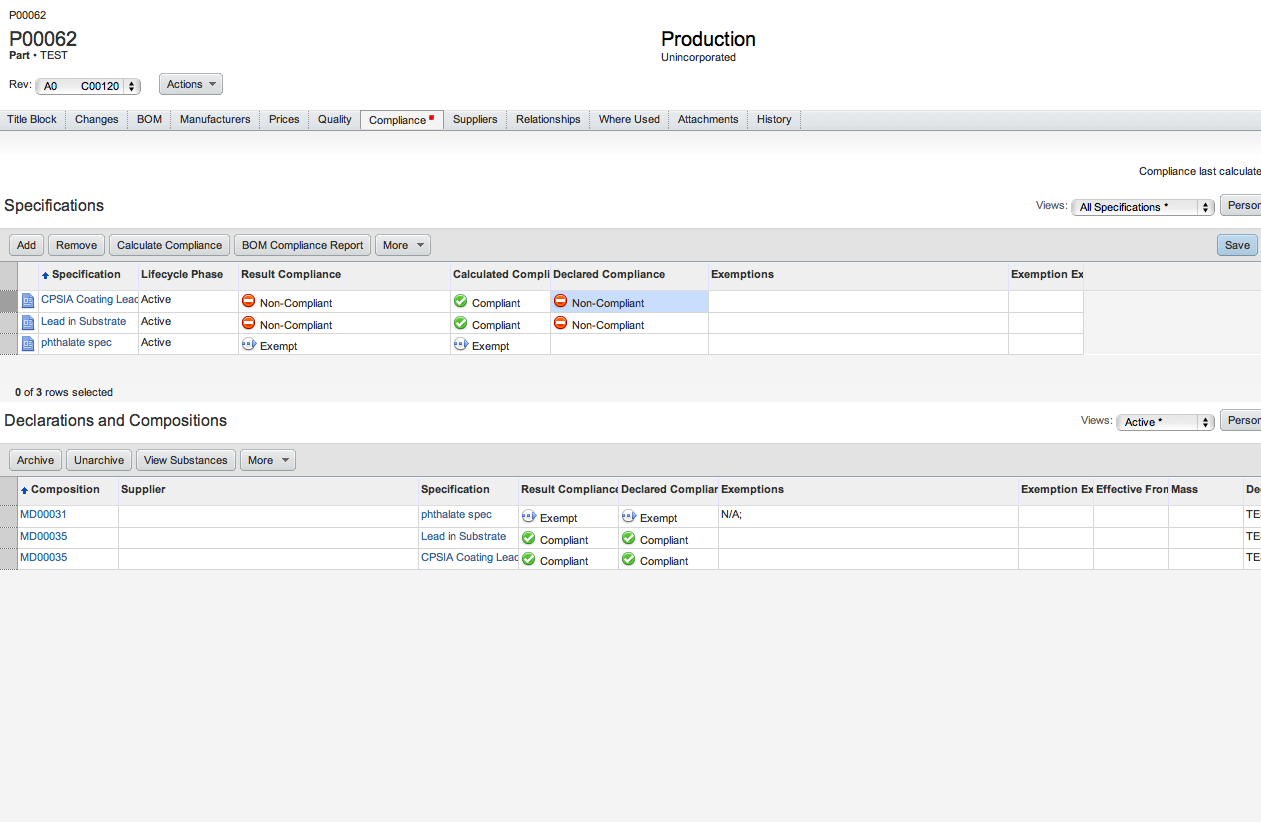 P00062
P00062
Part • TEST
Production
Unincorporated
Rev: A0 C00120 Actions
Title Block Changes BOM Manufacturers Prices Quality Compliance Suppliers Relationships Where Used Attachments History
Compliance last calculate
Specifications
Views: All Specifications * Person
Add Remove Calculate Compliance BOM Compliance Report More Save
Specification Lifecycle Phase Result Compliance Calculated Compli Declared Compliance Exemptions Exemption Ex
CPSIA Coating Lead Active Non-Compliant Compliant Non-Compliant
Lead in Substrate Active Non-Compliant Compliant Non-Compliant
phthalate spec Active Exempt Exempt
0 of 3 rows selected
Declarations and Compositions
Views: Active * Person
Archive Unarchive View Substances More
Composition Supplier Specification Result Compliance Declared Complian Exemptions Exemption Ex Effective From Mass De
MD00031 phthalate spec Exempt Exempt N/A; TE
MD00035 Lead in Substrate Compliant Compliant TE
MD00035 CPSIA Coating Lead Compliant Compliant TE